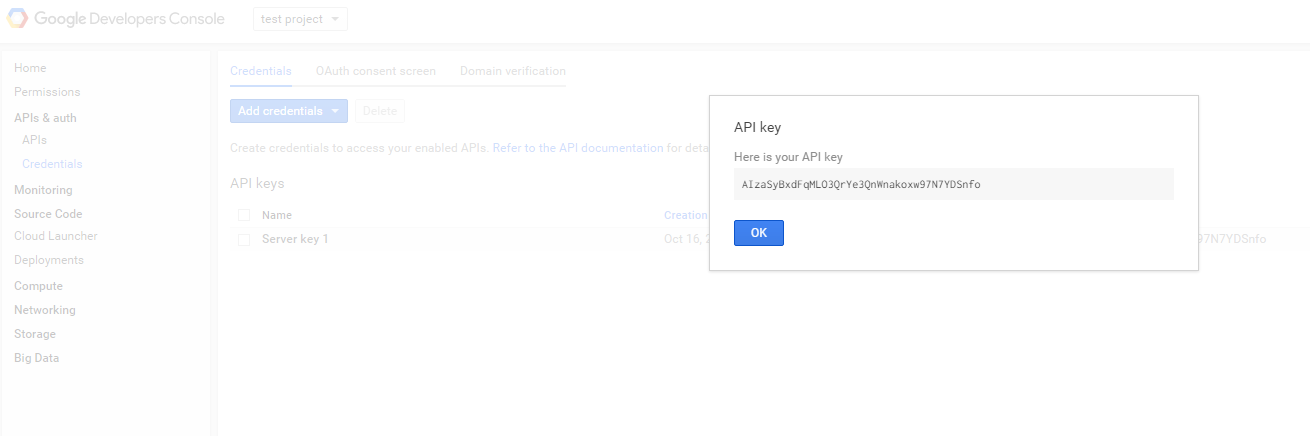 Google Developers Console
test project
Home
Permissions
APIs & auth
APIs
Credentials
Monitoring
Source Code
Cloud Launcher
Deployments
Compute
Networking
Storage
Big Data
Credentials OAuth consent screen Domain verification
Add credentials Delete
Create credentials to access your enabled APIs. Refer to the API documentation for deta
API keys
Name Creation
Server key 1 Oct 16, 2 97N7YDSnfo
API key
Here is your API key
AIzaSyBxdFqMLO3QrYe3QnWnakoxw97N7YDSnfo
OK